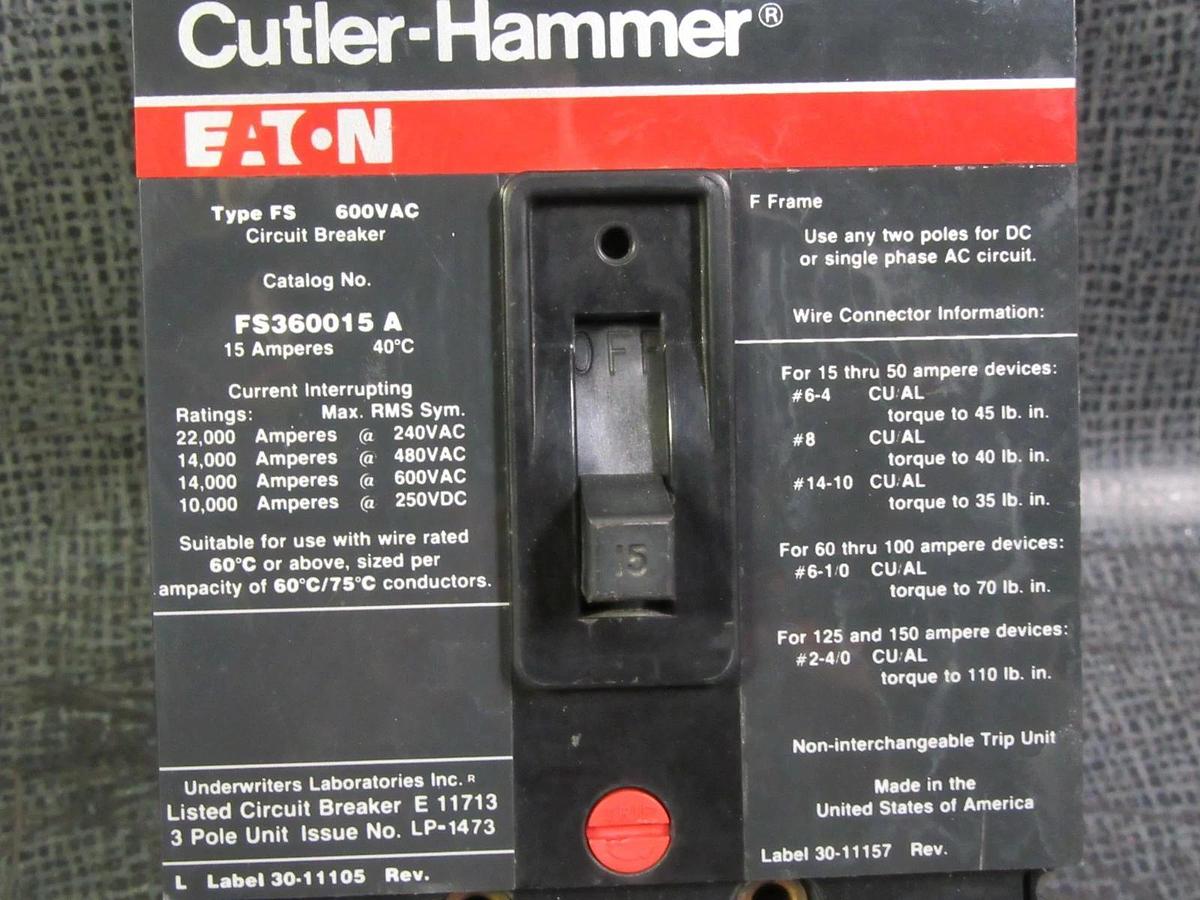 Cutler-Hammer®
EATON
Type FS 600VAC
Circuit Breaker
Catalog No.
FS360015 A
15 Amperes 40°C
Current Interrupting
Ratings: Max. RMS Sym.
22,000 Amperes @ 240VAC
14,000 Amperes @ 480VAC
14,000 Amperes @ 600VAC
10,000 Amperes @ 250VDC
Suitable for use with wire rated
60°C or above, sized per
ampacity of 60°C/75°C conductors.
Underwriters Laboratories Inc.®
Listed Circuit Breaker E 11713
3 Pole Unit Issue No. LP-1473
L Label 30-11105 Rev.
OFF
15
F Frame
Use any two poles for DC
or single phase AC circuit.
Wire Connector Information:
For 15 thru 50 ampere devices:
#6-4 CU/AL
torque to 45 lb. in.
#8 CU/AL
torque to 40 lb. in.
#14-10 CU/AL
torque to 35 lb. in.
For 60 thru 100 ampere devices:
#6-1/0 CU/AL
torque to 70 lb. in.
For 125 and 150 ampere devices:
#2-4/0 CU/AL
torque to 110 lb. in.
Non-interchangeable Trip Unit
Made in the
United States of America
Label 30-11157 Rev.